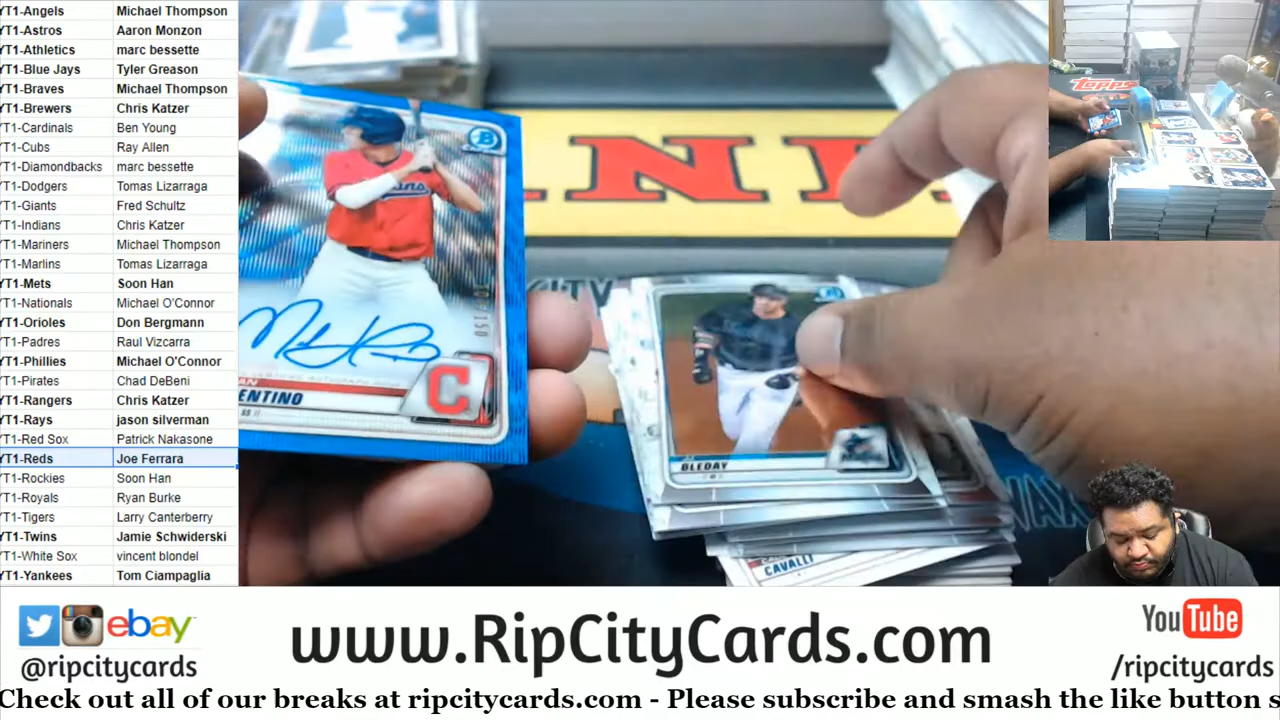 YT1-Angels Michael Thompson
YT1-Astros Aaron Monzon
YT1-Athletics marc bessette
YT1-Blue Jays Tyler Greason
YT1-Braves Michael Thompson
YT1-Brewers Chris Katzer
YT1-Cardinals Ben Young
YT1-Cubs Ray Allen
YT1-Diamondbacks marc bessette
YT1-Dodgers Tomas Lizarraga
YT1-Giants Fred Schultz
YT1-Indians Chris Katzer
YT1-Mariners Michael Thompson
YT1-Marlins Tomas Lizarraga
YT1-Mets Soon Han
YT1-Nationals Michael O'Connor
YT1-Orioles Don Bergmann
YT1-Padres Raul Vizcarra
YT1-Phillies Michael O'Connor
YT1-Pirates Chad DeBeni
YT1-Rangers Chris Katzer
YT1-Rays jason silverman
YT1-Red Sox Patrick Nakasone
YT1-Reds Joe Ferrara
YT1-Rockies Soon Han
YT1-Royals Ryan Burke
YT1-Tigers Larry Canterberry
YT1-Twins Jamie Schwiderski
YT1-White Sox vincent blondel
YT1-Yankees Tom Ciampaglia
B
ENTINO
SS
C
INI
BLEDAY
CAVALLI
WAX
Topps
ebay
@ripcitycards
www.RipCityCards.com
YouTube
/ripcitycards
Check out all of our breaks at ripcitycards.com - Please subscribe and smash the like button s